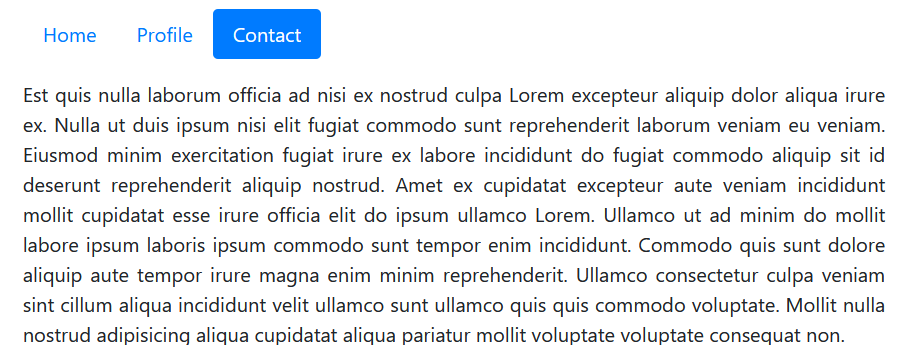 Home Profile Contact
Est quis nulla laborum officia ad nisi ex nostrud culpa Lorem excepteur aliquip dolor aliqua irure
ex. Nulla ut duis ipsum nisi elit fugiat commodo sunt reprehenderit laborum veniam eu veniam.
Eiusmod minim exercitation fugiat irure ex labore incididunt do fugiat commodo aliquip sit id
deserunt reprehenderit aliquip nostrud. Amet ex cupidatat excepteur aute veniam incididunt
mollit cupidatat esse irure officia elit do ipsum ullamco Lorem. Ullamco ut ad minim do mollit
labore ipsum laboris ipsum commodo sunt tempor enim incididunt. Commodo quis sunt dolore
aliquip aute tempor irure magna enim minim reprehenderit. Ullamco consectetur culpa veniam
sint cillum aliqua incididunt velit ullamco sunt ullamco quis quis commodo voluptate. Mollit nulla
nostrud adipisicing aliqua cupidatat aliqua pariatur mollit voluptate voluptate consequat non.